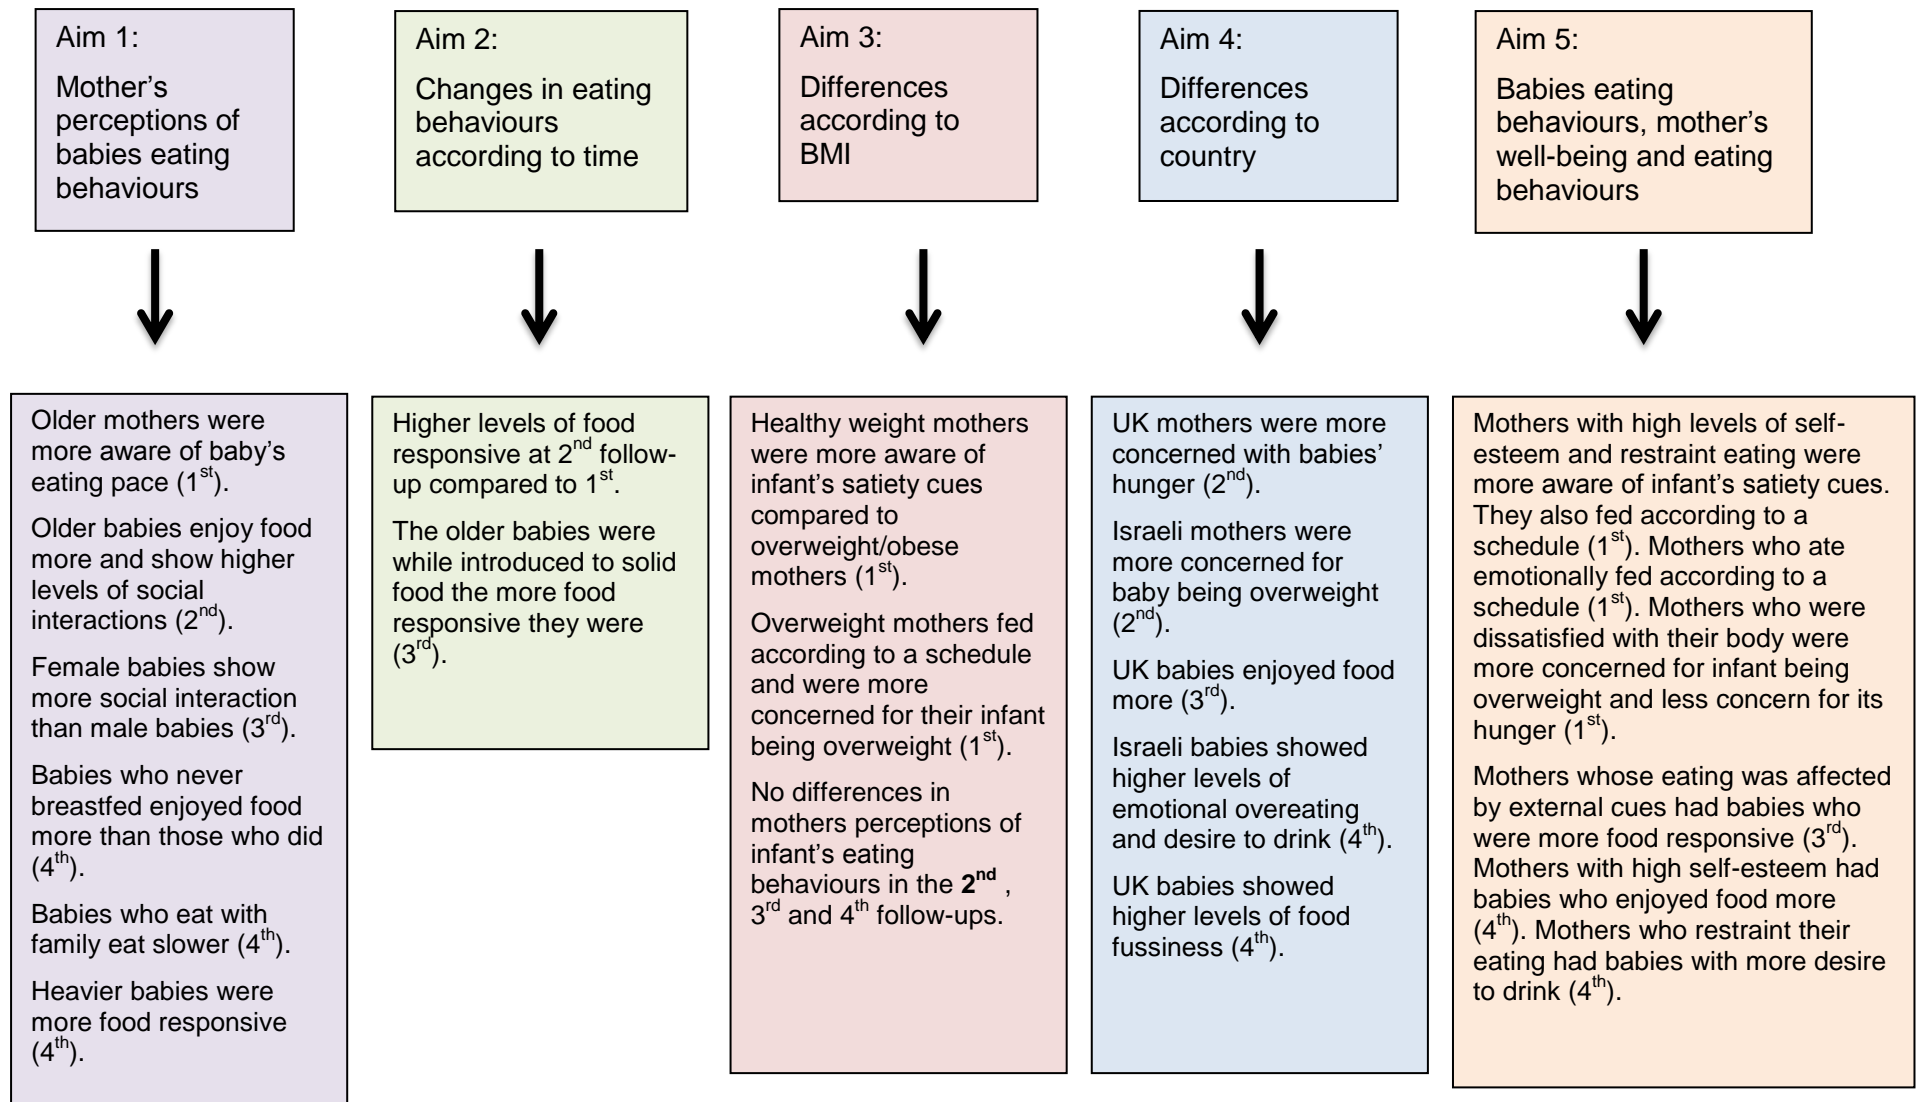 Aim 1:
Mother’s
perceptions of
babies eating
behaviours
Aim 2:
Changes in eating
behaviours
according to time
Aim 3:
Differences
according to
BMI
Aim 4:
Differences
according to
country
Aim 5:
Babies eating
behaviours, mother’s
well-being and eating
behaviours
Older mothers were
more aware of baby’s
eating pace (1st).
Older babies enjoy food
more and show higher
levels of social
interactions (2nd).
Female babies show
more social interaction
than male babies (3rd).
Babies who never
breastfed enjoyed food
more than those who did
(4th).
Babies who eat with
family eat slower (4th).
Heavier babies were
more food responsive
(4th).
Higher levels of food
responsive at 2nd follow-
up compared to 1st.
The older babies were
while introduced to solid
food the more food
responsive they were
(3rd).
Healthy weight mothers
were more aware of
infant’s satiety cues
compared to
overweight/obese
mothers (1st).
Overweight mothers fed
according to a schedule
and were more
concerned for their infant
being overweight (1st).
No differences in
mothers perceptions of
infant’s eating
behaviours in the 2nd ,
3rd and 4th follow-ups.
UK mothers were more
concerned with babies’
hunger (2nd).
Israeli mothers were
more concerned for
baby being overweight
(2nd).
UK babies enjoyed food
more (3rd).
Israeli babies showed
higher levels of
emotional overeating
and desire to drink (4th).
UK babies showed
higher levels of food
fussiness (4th).
Mothers with high levels of self-
esteem and restraint eating were
more aware of infant’s satiety cues.
They also fed according to a
schedule (1st). Mothers who ate
emotionally fed according to a
schedule (1st). Mothers who were
dissatisfied with their body were
more concerned for infant being
overweight and less concern for its
hunger (1st).
Mothers whose eating was affected
by external cues had babies who
were more food responsive (3rd).
Mothers with high self-esteem had
babies who enjoyed food more
(4th). Mothers who restraint their
eating had babies with more desire
to drink (4th).